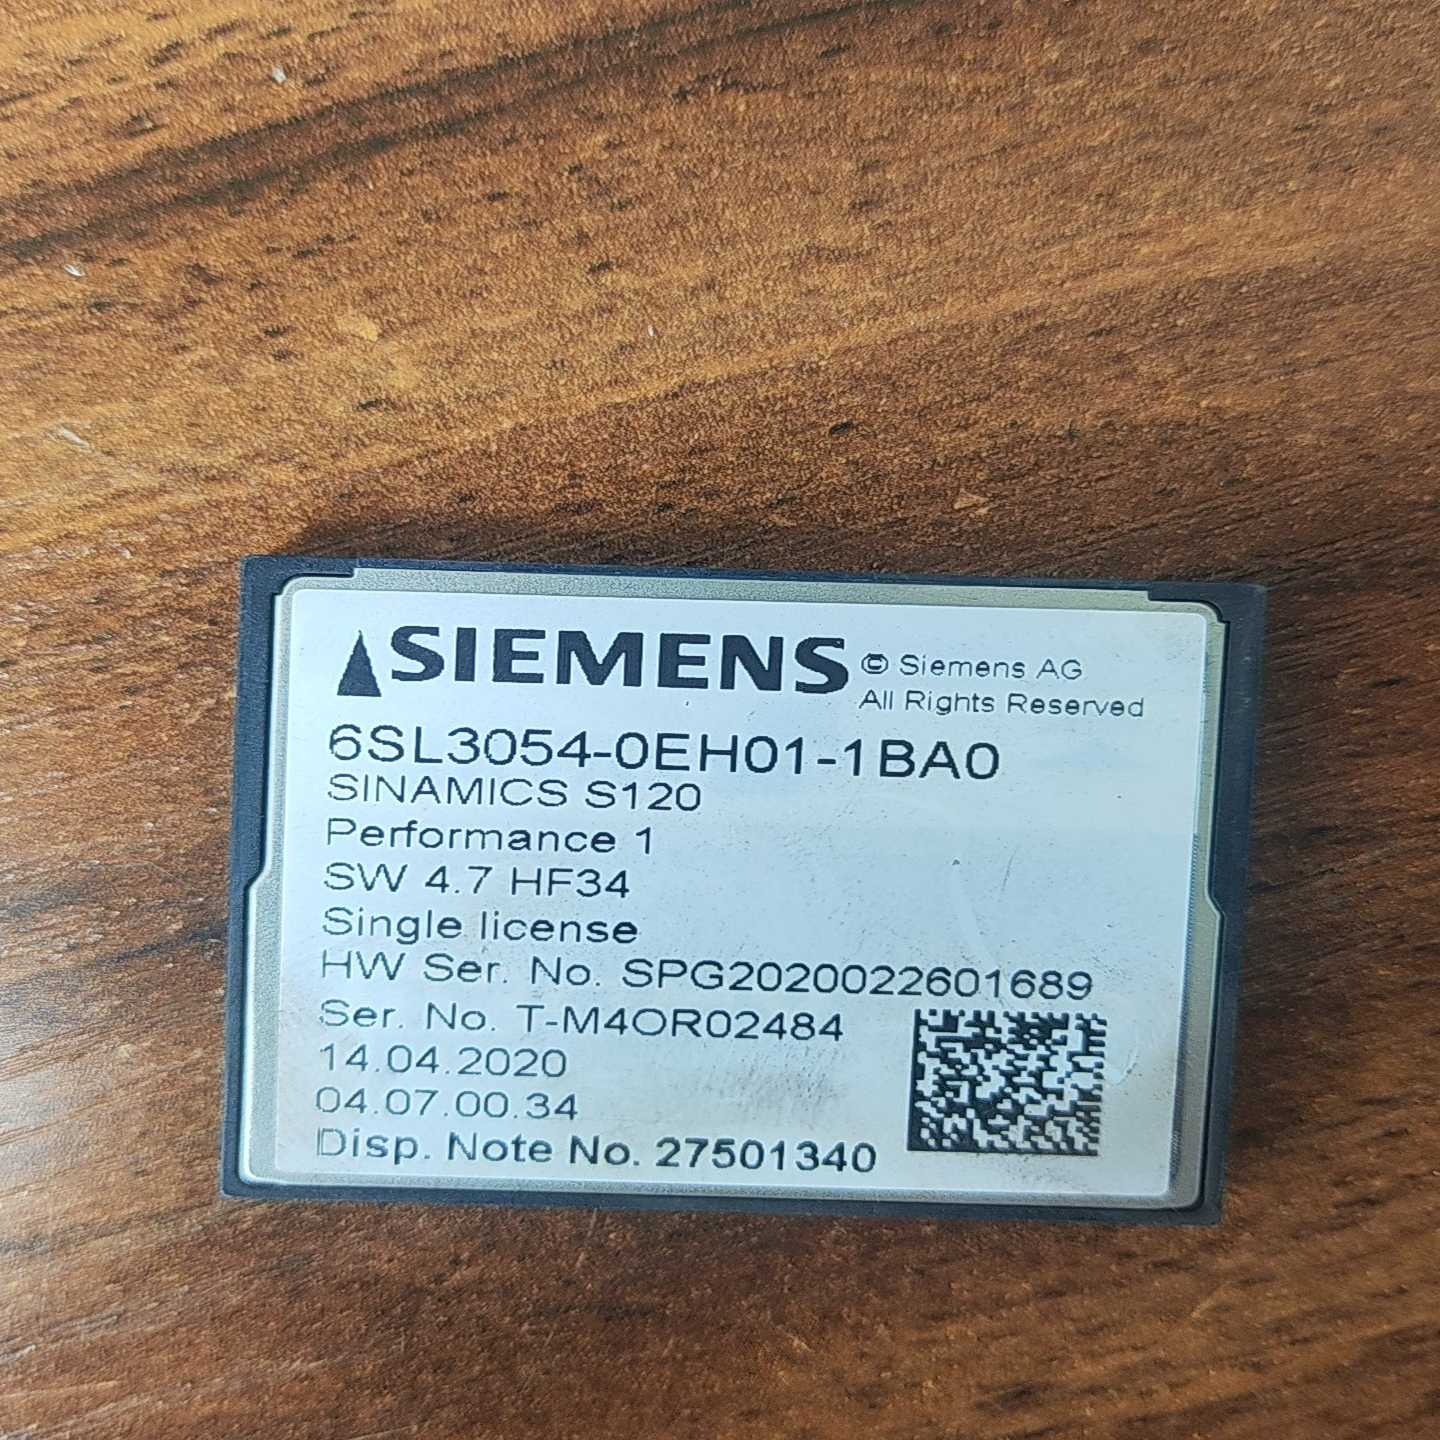 SIEMENS © Siemens AG
All Rights Reserved
6SL3054-0EH01-1BA0
SINAMICS S120
Performance 1
SW 4.7 HF34
Single license
HW Ser. No. SPG2020022601689
Ser. No. T-M4OR02484
14.04.2020
04.07.00.34
Disp. Note No. 27501340